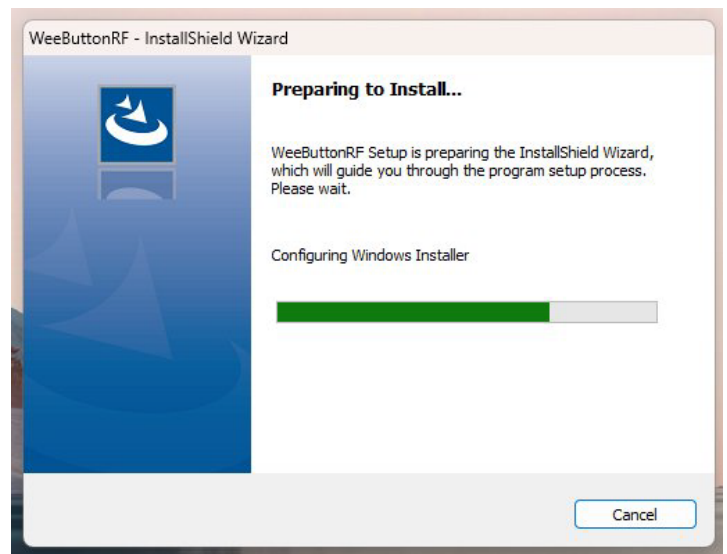 WeeButtonRF - InstallShield Wizard
Preparing to Install...
WeeButtonRF Setup is preparing the InstallShield Wizard,
which will guide you through the program setup process.
Please wait.
Configuring Windows Installer
Cancel